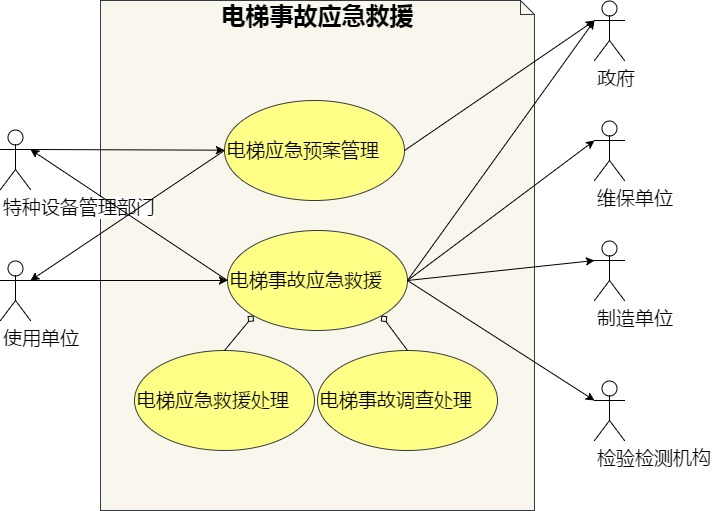 电梯事故应急救援
政府
电梯应急预案管理
维保单位
特种设备管理部门
电梯事故应急救援
制造单位
使用单位
电梯应急救援处理
电梯事故调查处理
检验检测机构